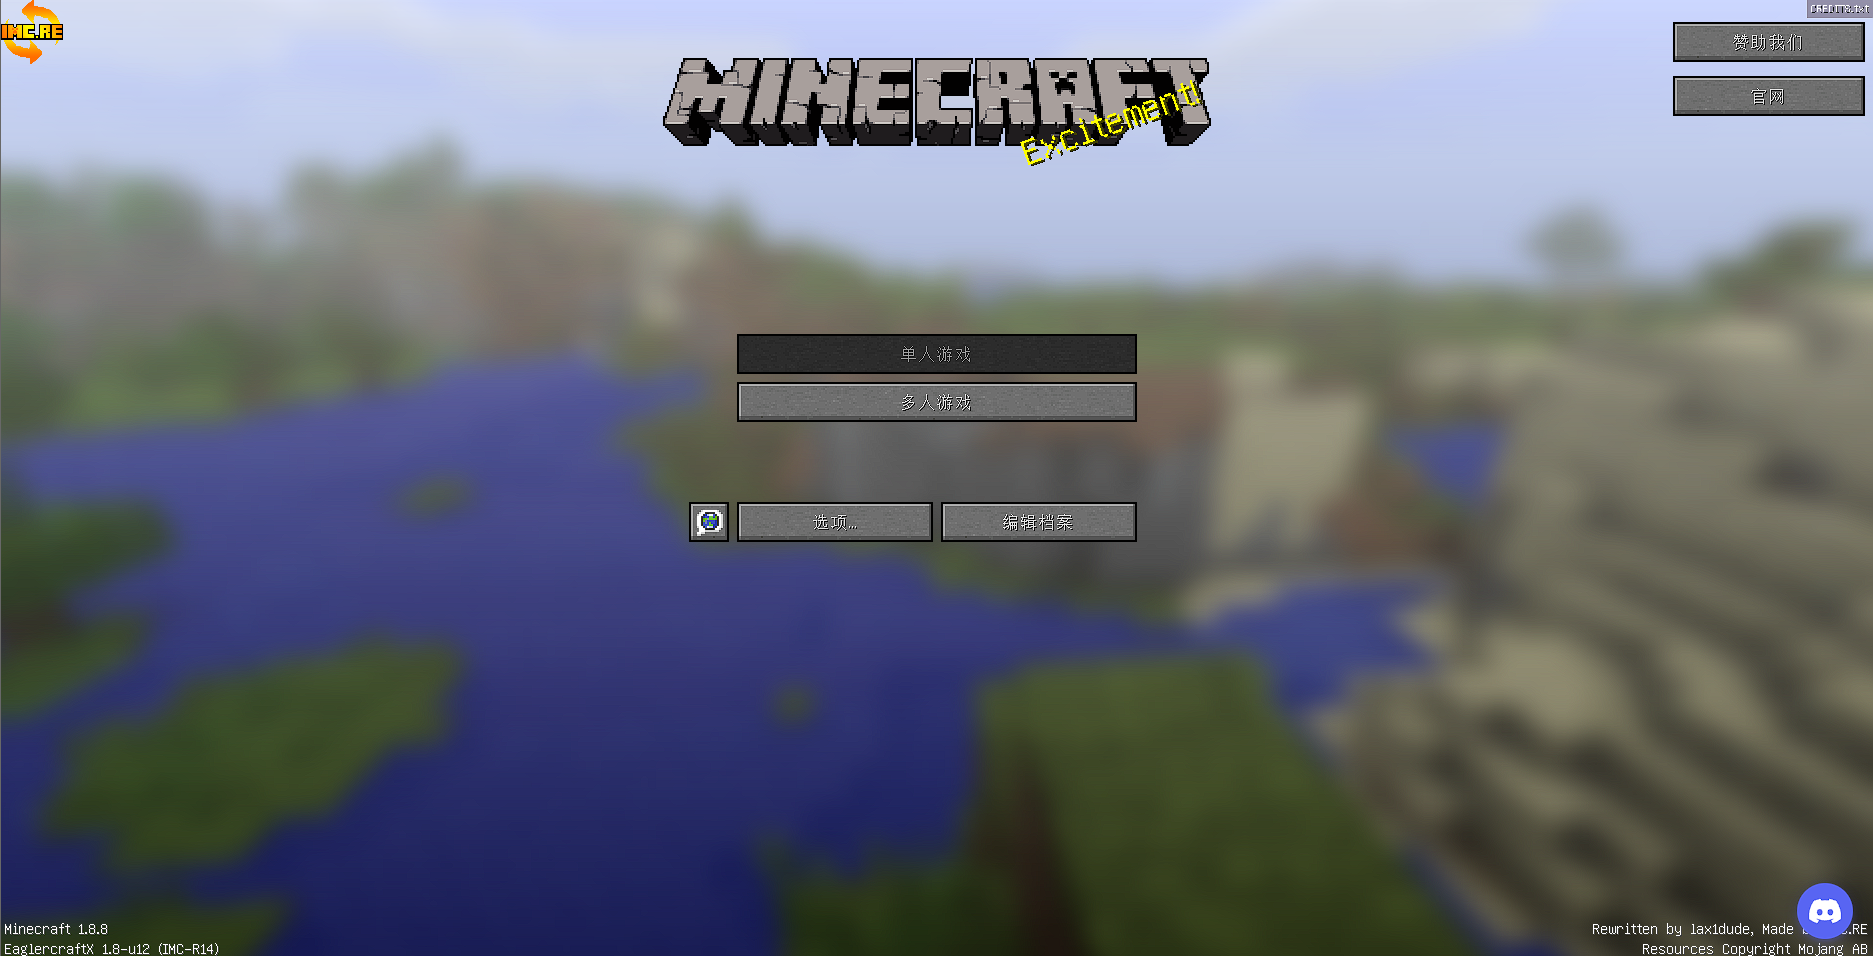 IMC.RE
CREDITS.txt
赞助我们
官网
MINECRAFT
Excitement!
单人游戏
多人游戏
选项...
编辑档案
Minecraft 1.8.8
EaglercraftX 1.8-u12 (IMC-R14)
Rewritten by lax1dude, Made
.RE
Resources Copyright Mojang AB